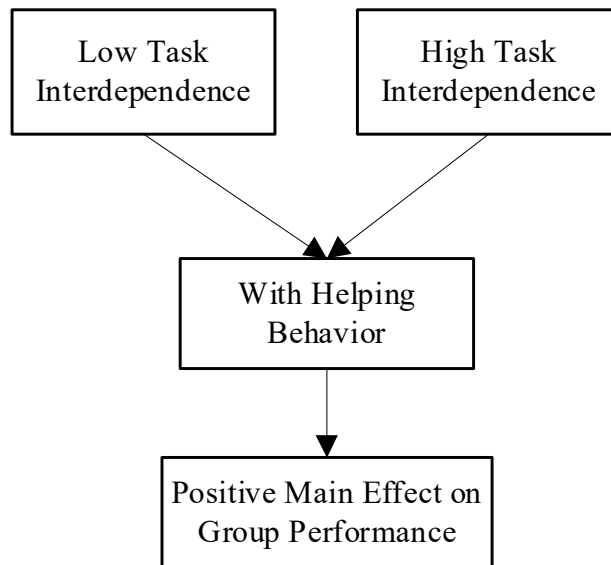 Low Task
Interdependence
High Task
Interdependence
With Helping
Behavior
Positive Main Effect on
Group Performance